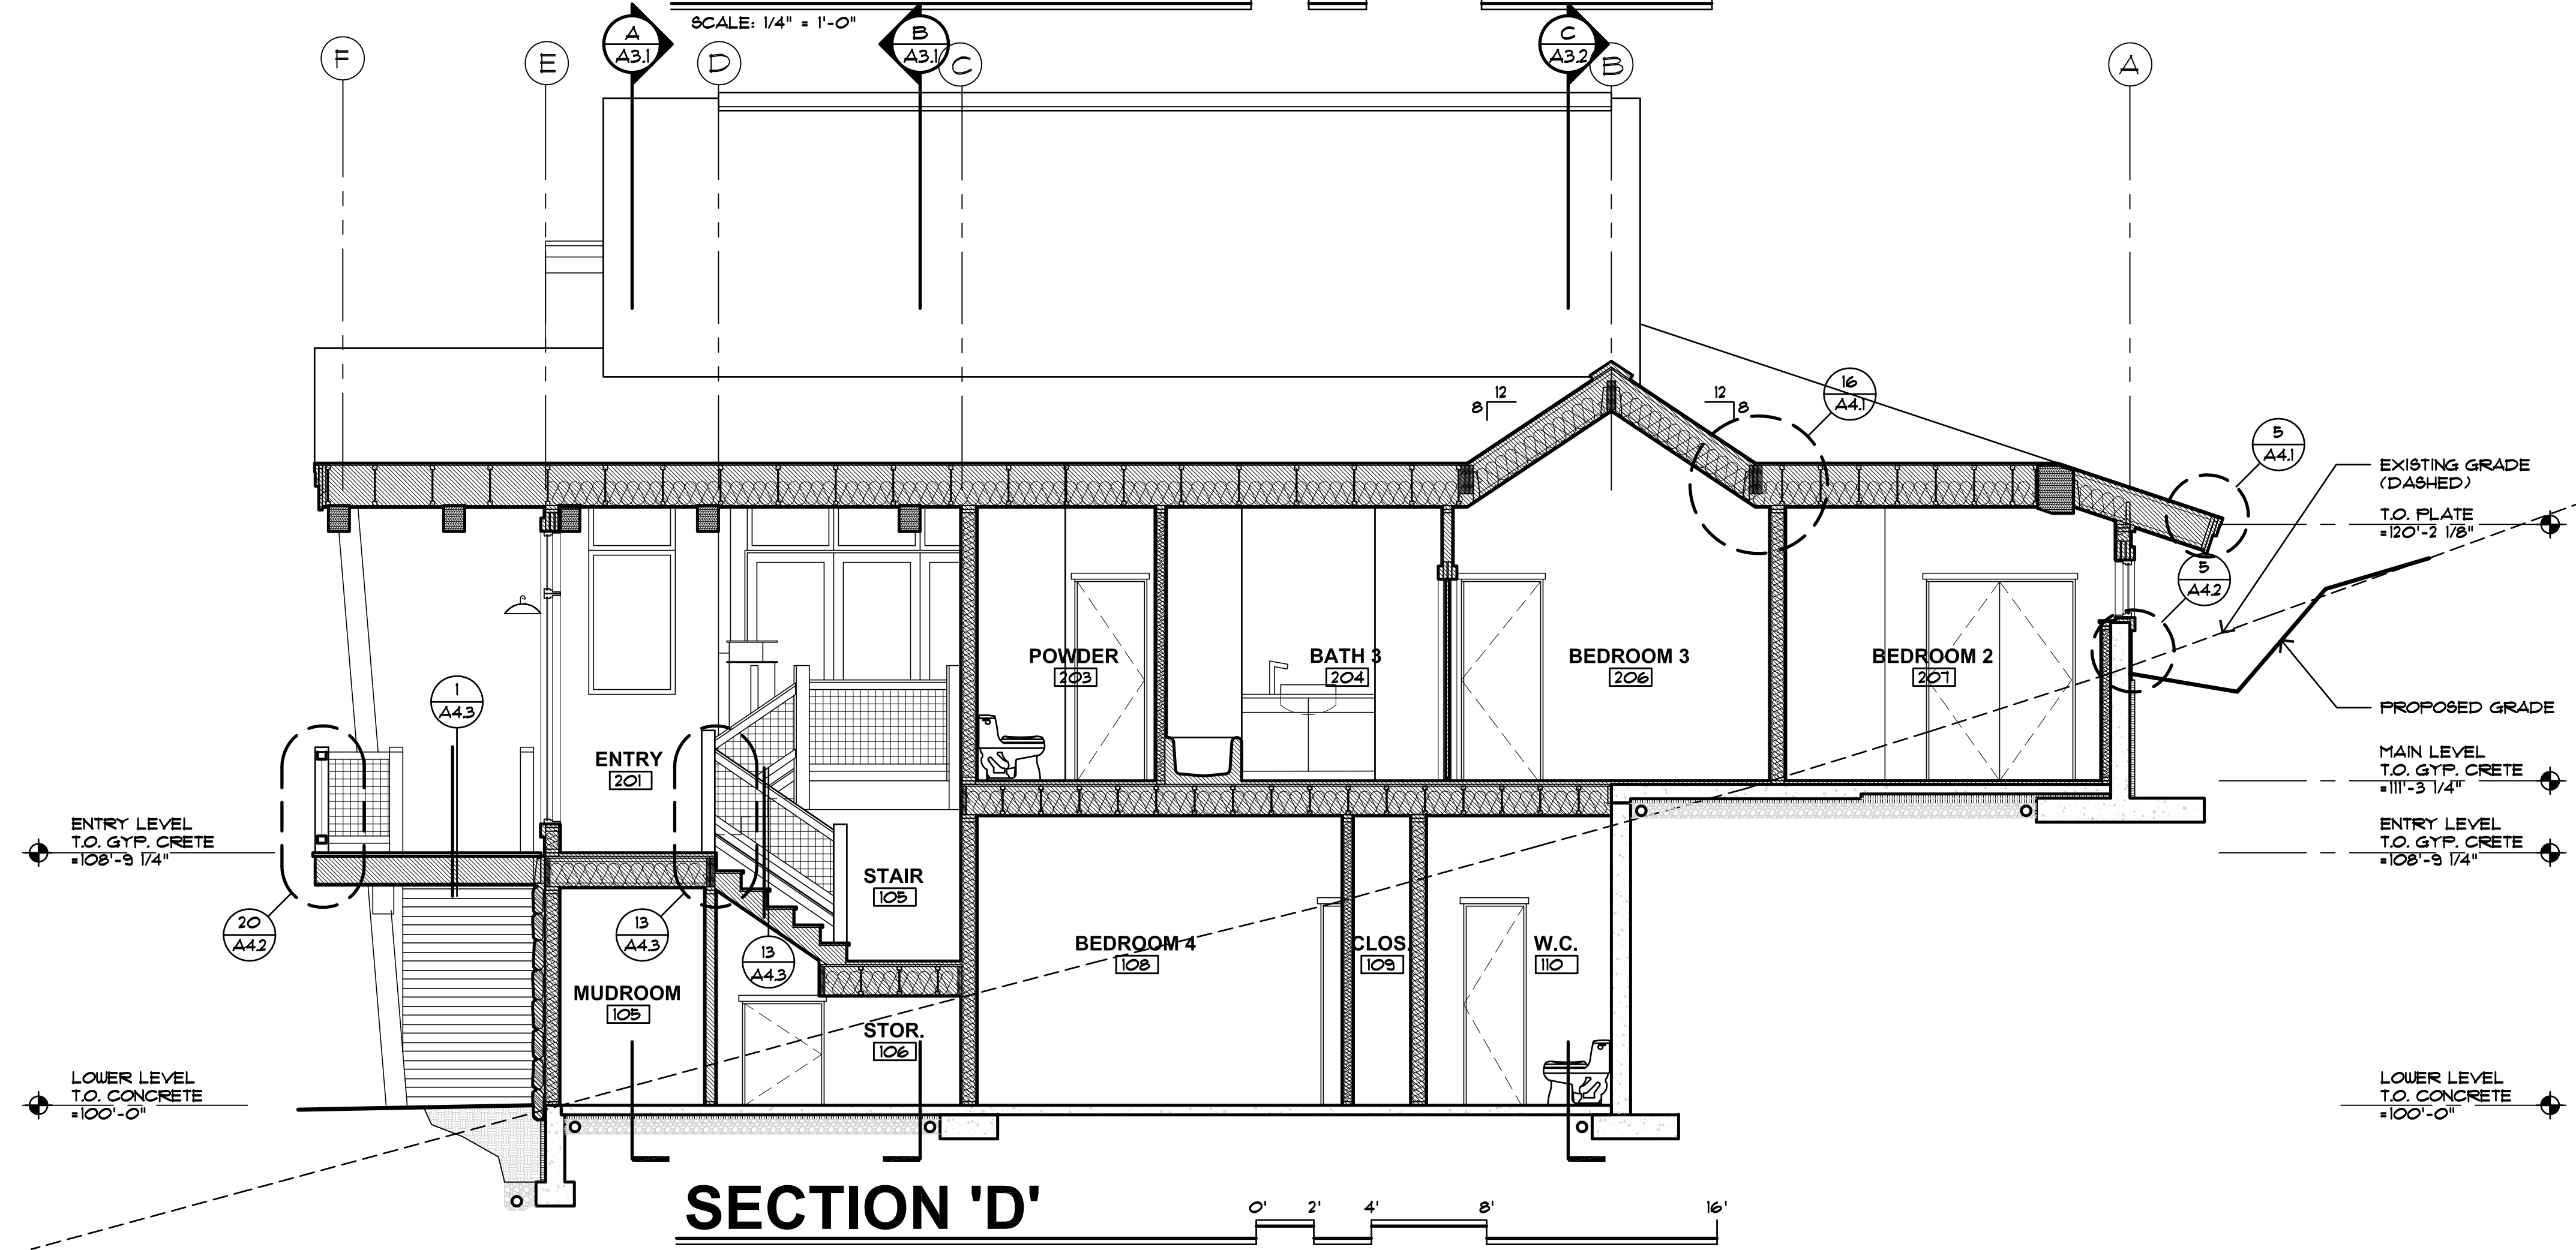 SCALE: 1/4" = 1'-0"
A
A3.1
B
A3.1
C
A3.2
F
E
D
C
B
A
12
8
12
8
16
A4.1
5
A4.1
EXISTING GRADE
(DASHED)
T.O. PLATE
=120'-2 1/8"
5
A4.2
POWDER
203
BATH 3
204
BEDROOM 3
206
BEDROOM 2
207
1
A4.3
PROPOSED GRADE
ENTRY
201
MAIN LEVEL
T.O. GYP. CRETE
=111'-3 1/4"
ENTRY LEVEL
T.O. GYP. CRETE
=108'-9 1/4"
ENTRY LEVEL
T.O. GYP. CRETE
=108'-9 1/4"
STAIR
105
20
A4.2
13
A4.3
13
A4.3
BEDROOM 4
108
CLOS.
109
W.C.
110
MUDROOM
105
STOR.
106
LOWER LEVEL
T.O. CONCRETE
=100'-0"
LOWER LEVEL
T.O. CONCRETE
=100'-0"
SECTION 'D'
0' 2' 4' 8' 16'